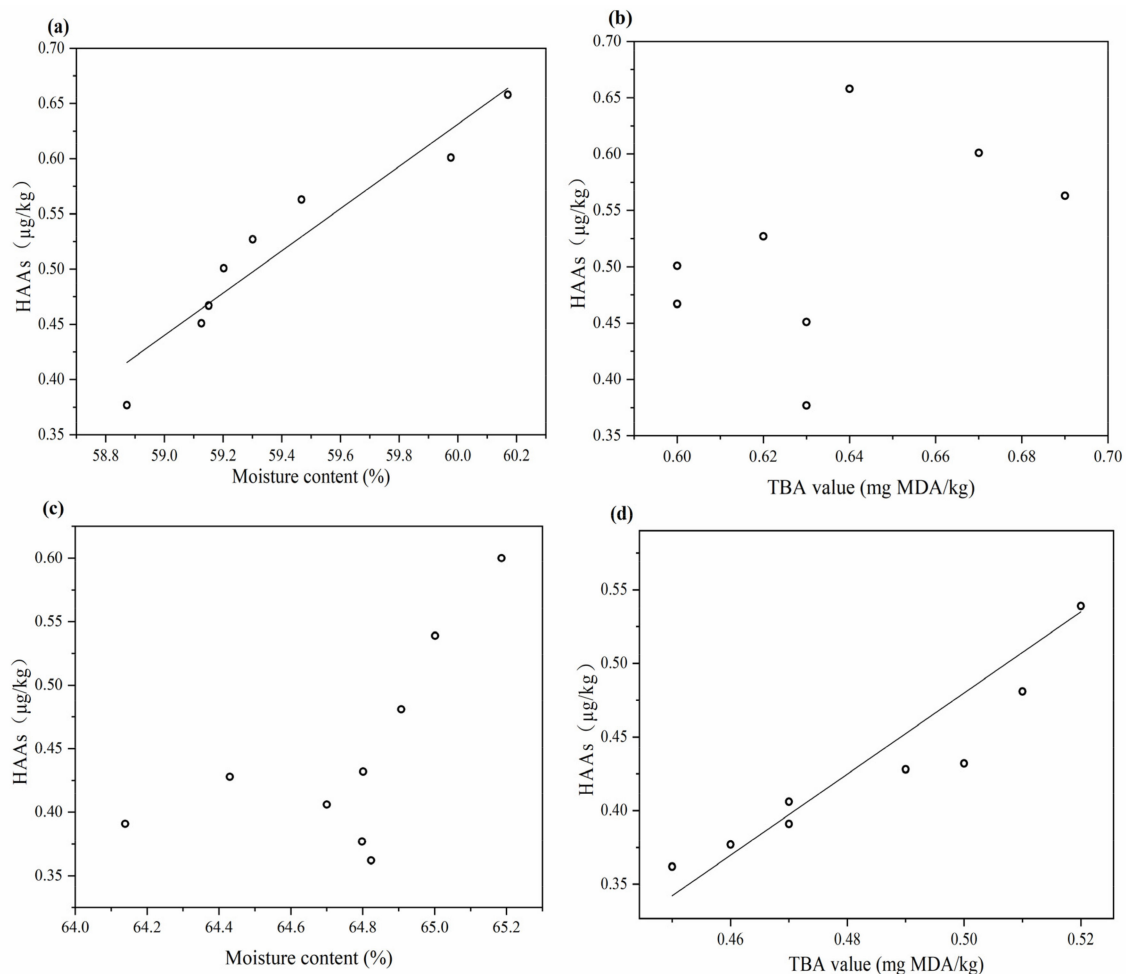 (a)
0.70
0.65
0.60
0.55
0.50
0.45
0.40
0.35
HAAs（μg/kg）
58.8 59.0 59.2 59.4 59.6 59.8 60.0 60.2
Moisture content (%)
(b)
0.70
0.65
0.60
0.55
0.50
0.45
0.40
0.35
HAAs（μg/kg）
0.60 0.62 0.64 0.66 0.68 0.70
TBA value (mg MDA/kg)
(c)
0.60
0.55
0.50
0.45
0.40
0.35
HAAs（μg/kg）
64.0 64.2 64.4 64.6 64.8 65.0 65.2
Moisture content (%)
(d)
0.55
0.50
0.45
0.40
0.35
HAAs（μg/kg）
0.46 0.48 0.50 0.52
TBA value (mg MDA/kg)